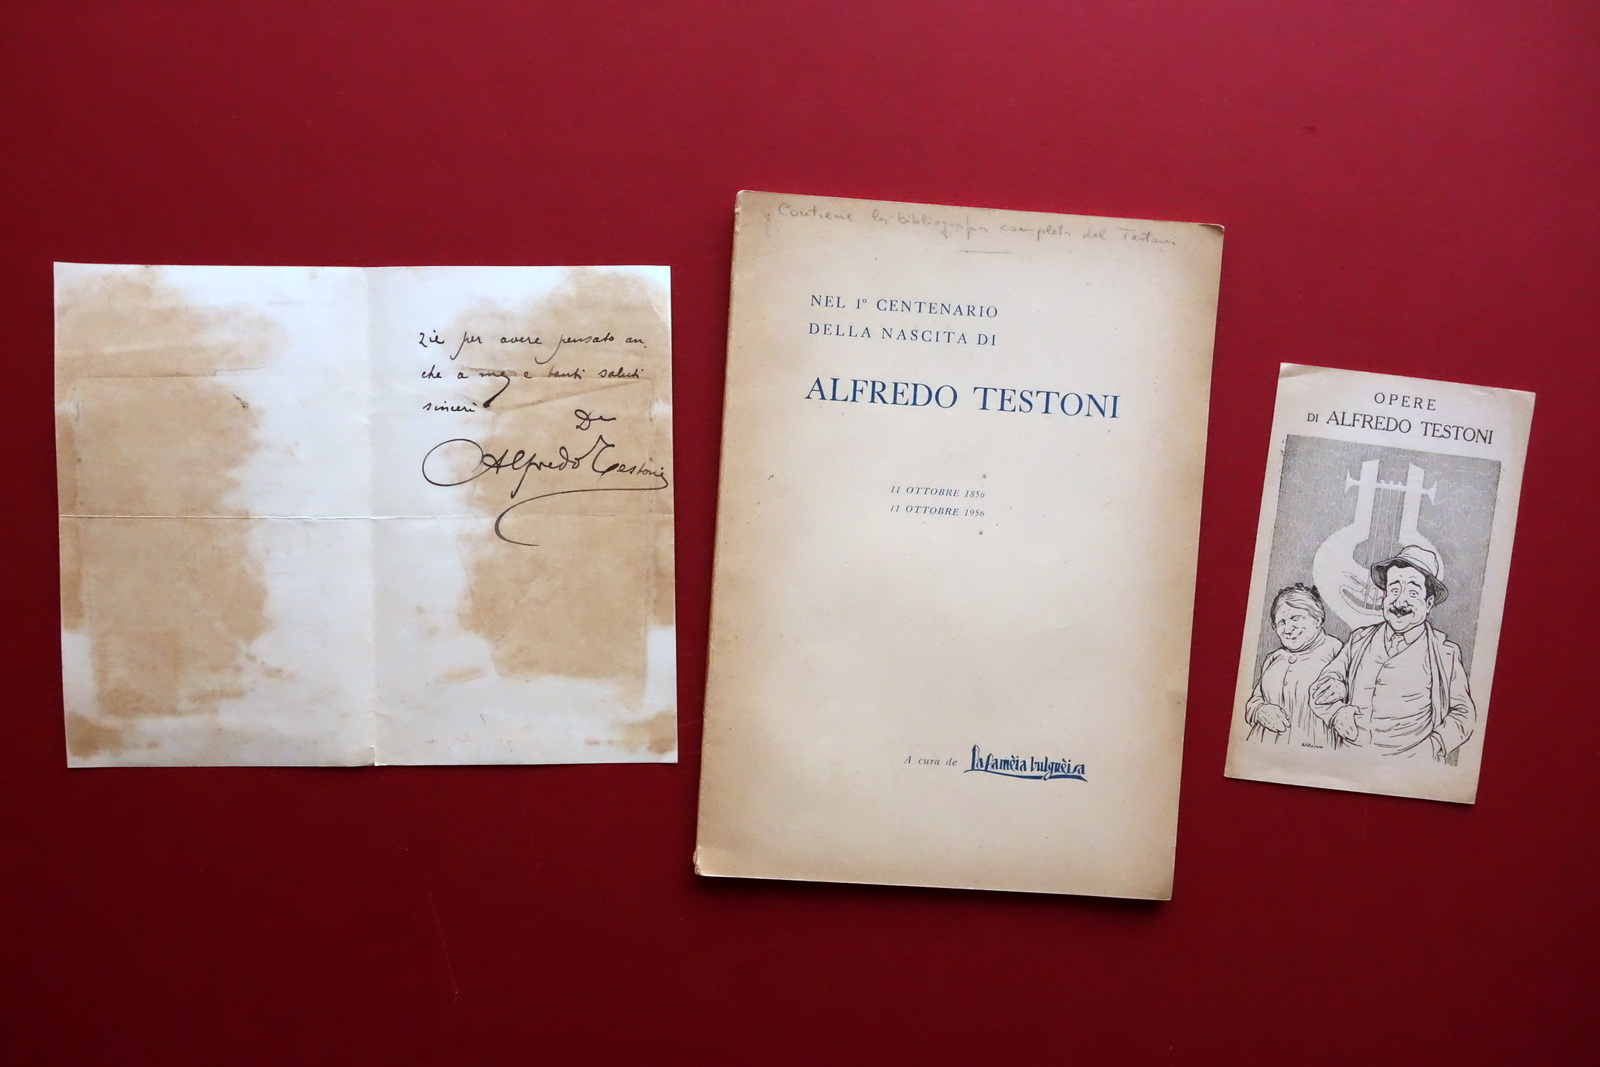 zie per avere pensato an.
che a me e tanti saluti
sinceri
Alfredo Testoni
Contiene la bibliografia completa del Testoni
NEL 1º CENTENARIO
DELLA NASCITA DI
ALFREDO TESTONI
*
11 OTTOBRE 1856
11 OTTOBRE 1956
*
A cura de La famèia bulgnèisa
OPERE
DI ALFREDO TESTONI